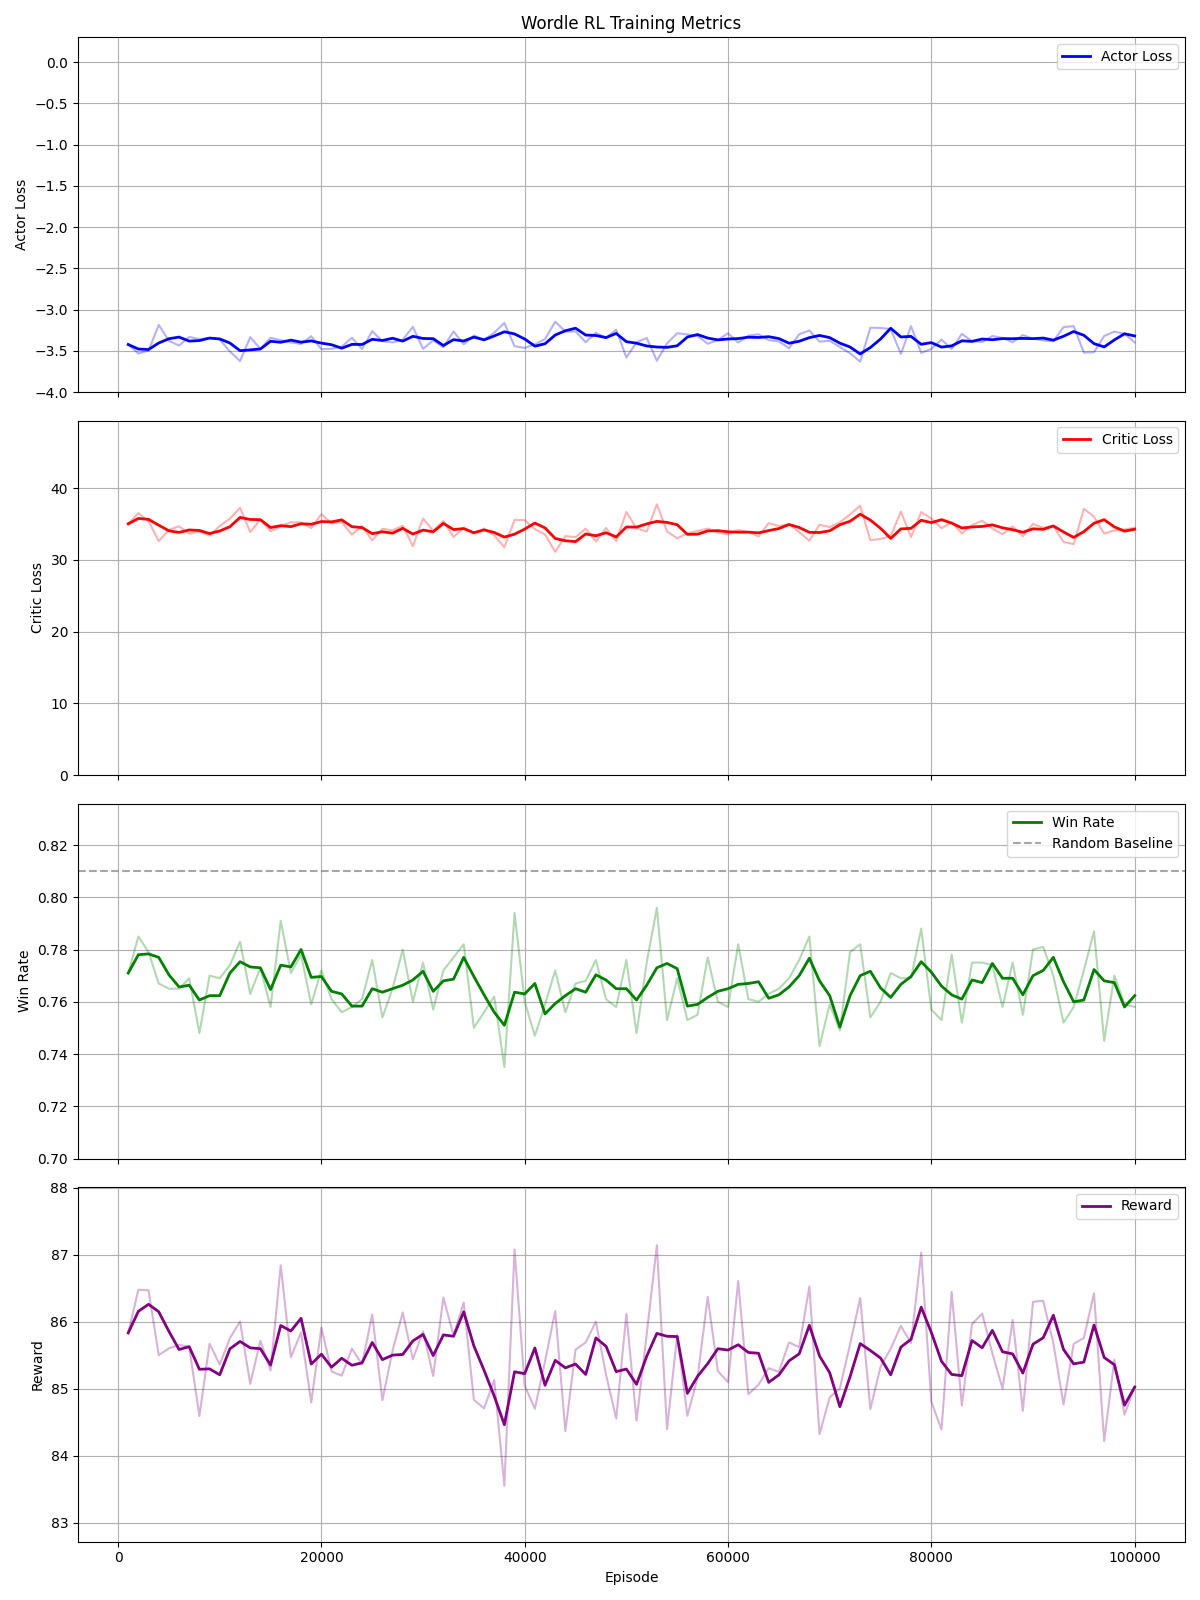 Wordle RL Training Metrics
Actor Loss
0.0
−0.5
−1.0
−1.5
−2.0
−2.5
−3.0
−3.5
−4.0
Actor Loss
Critic Loss
40
30
20
10
0
Critic Loss
Win Rate
Random Baseline
0.82
0.80
0.78
0.76
0.74
0.72
0.70
Win Rate
Reward
88
87
86
85
84
83
Reward
0 20000 40000 60000 80000 100000
Episode